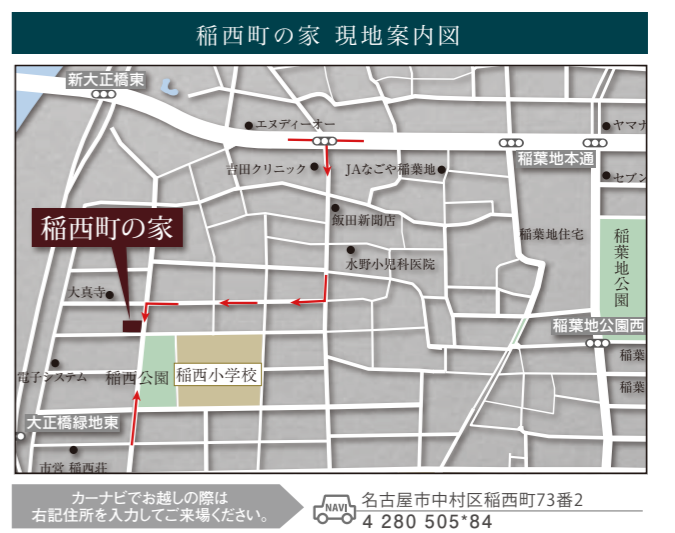 稲西町の家 現地案内図
新大正橋東
エヌディーオー
ヤマナ
吉田クリニック
JAなごや稲葉地
稲葉地本通
セブン
飯田新聞店
稲西町の家
稲葉地住宅
稲葉地公園
水野小児科医院
大真寺
稲葉地公園西
稲葉
電子システム
稲西公園
稲西小学校
稲葉
大正橋緑地東
市営 稲西荘
カーナビでお越しの際は
右記住所を入力してご来場ください。
NAVI
名古屋市中村区稲西町73番2
4 280 505*84